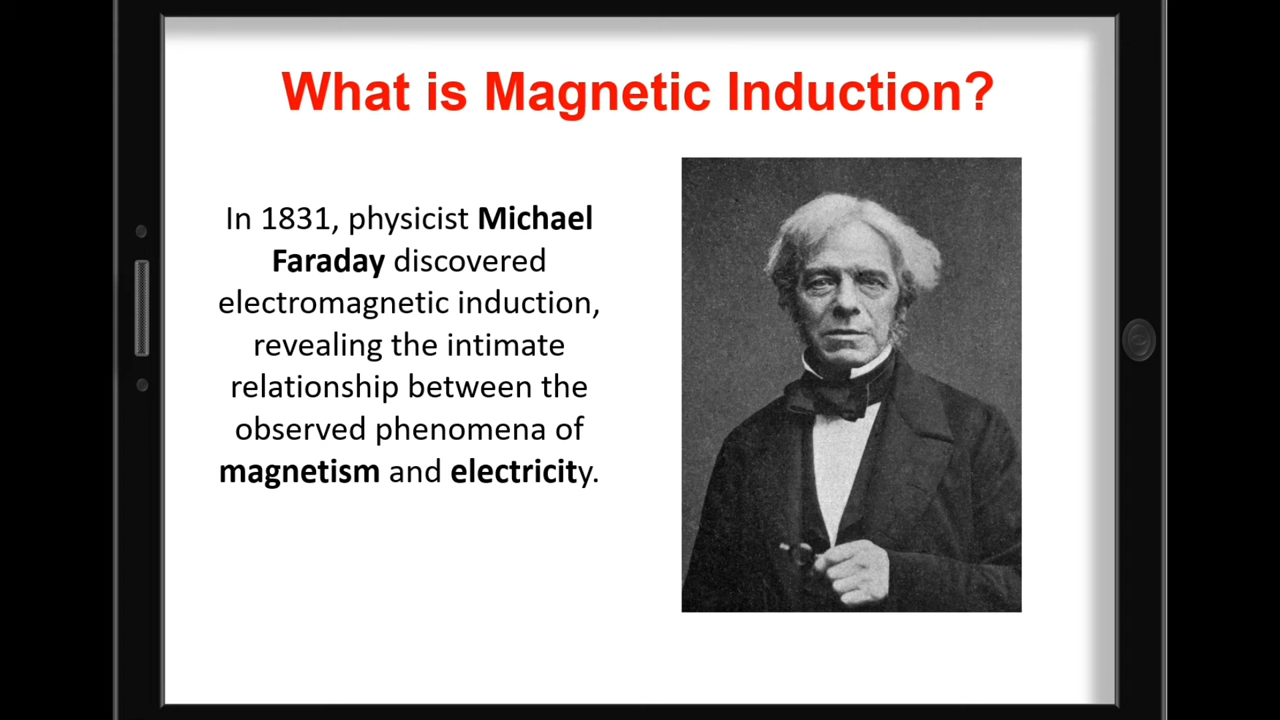 What is Magnetic Induction?
In 1831, physicist Michael
Faraday discovered
electromagnetic induction,
revealing the intimate
relationship between the
observed phenomena of
magnetism and electricity.